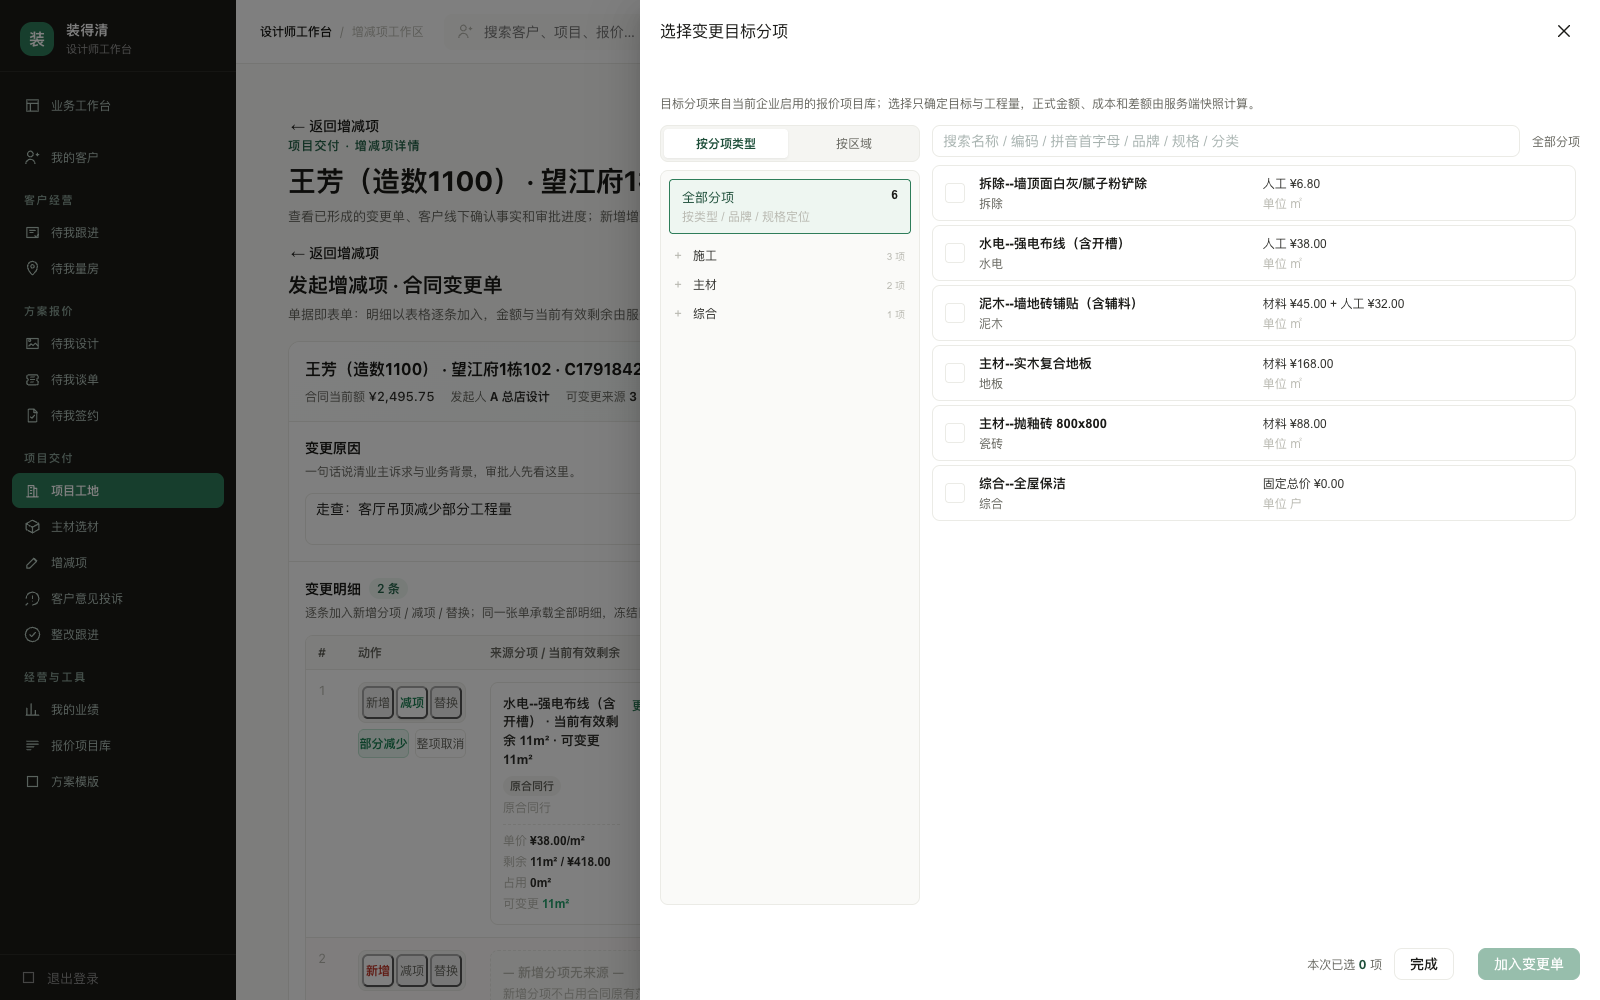 装
装得清
设计师工作台
业务工作台
我的客户
客户经营
待我跟进
待我量房
方案报价
待我设计
待我谈单
待我签约
项目交付
项目工地
主材选材
增减项
客户意见投诉
整改跟进
经营与工具
我的业绩
报价项目库
方案模版
退出登录
设计师工作台 / 增减项工作区
搜索客户、项目、报价...
← 返回增减项
项目交付 · 增减项详情
王芳（造数1100） · 望江府1
查看已形成的变更单、客户线下确认事实和审批进度；新增增
← 返回增减项
发起增减项 · 合同变更单
单据即表单：明细以表格逐条加入，金额与当前有效剩余由服
王芳（造数1100） · 望江府1栋102 · C1791842
合同当前额 ¥2,495.75 发起人 A 总店设计 可变更来源 3
变更原因
一句话说清业主诉求与业务背景，审批人先看这里。
走查：客厅吊顶减少部分工程量
变更明细 2 条
逐条加入新增分项 / 减项 / 替换；同一张单承载全部明细，冻结
# 动作 来源分项 / 当前有效剩余
1
新增 减项 替换
部分减少 整项取消
水电--强电布线（含
开槽） · 当前有效剩
余 11m² · 可变更
11m²
原合同行
原合同行
单价 ¥38.00/m²
剩余 11m² / ¥418.00
占用 0m²
可变更 11m²
2
新增 减项 替换
— 新增分项无来源 —
新增分项不占用合同原有
选择变更目标分项
目标分项来自当前企业启用的报价项目库；选择只确定目标与工程量，正式金额、成本和差额由服务端快照计算。
按分项类型 按区域
全部分项 6
按类型 / 品牌 / 规格定位
+ 施工 3 项
+ 主材 2 项
+ 综合 1 项
搜索名称 / 编码 / 拼音首字母 / 品牌 / 规格 / 分类
全部分项
拆除--墙顶面白灰/腻子粉铲除 人工 ¥6.80
拆除 单位 ㎡
水电--强电布线（含开槽） 人工 ¥38.00
水电 单位 ㎡
泥木--墙地砖铺贴（含辅料） 材料 ¥45.00 + 人工 ¥32.00
泥木 单位 ㎡
主材--实木复合地板 材料 ¥168.00
地板 单位 ㎡
主材--抛釉砖 800x800 材料 ¥88.00
瓷砖 单位 ㎡
综合--全屋保洁 固定总价 ¥0.00
综合 单位 户
本次已选 0 项 完成 加入变更单